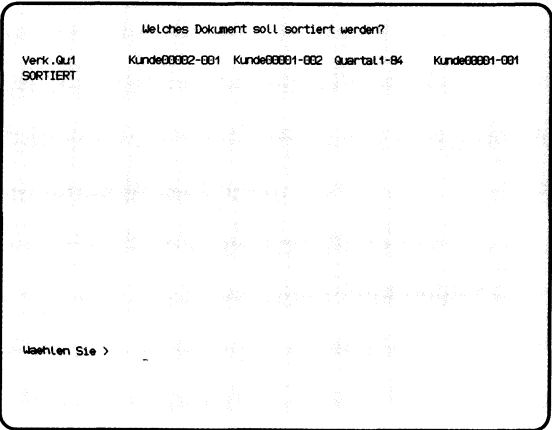 Welches Dokument soll sortiert werden?
Verk.Qu1 Kunde00002-001 Kunde00001-002 Quartal1-84 Kunde00001-001
SORTIERT
Waehlen Sie > _